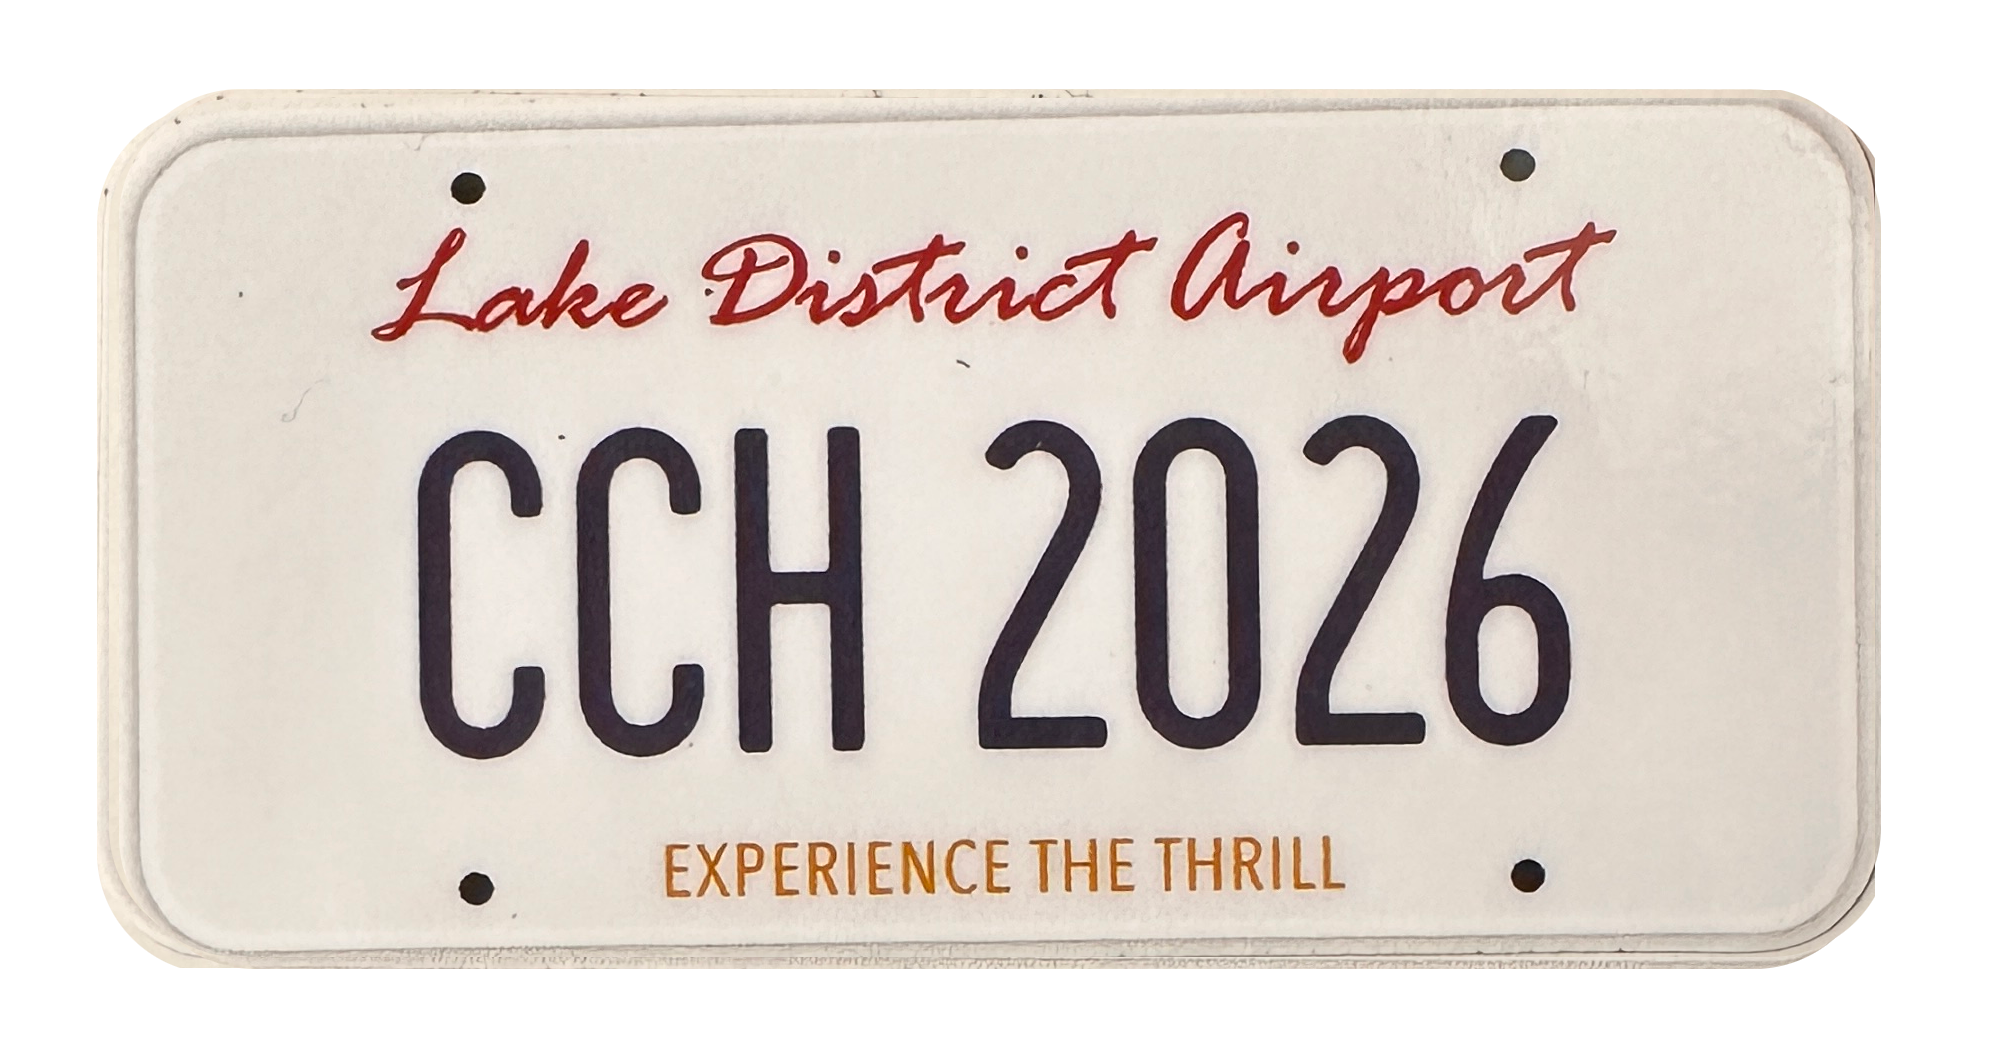 Lake District Airport
CCH 2026
EXPERIENCE THE THRILL